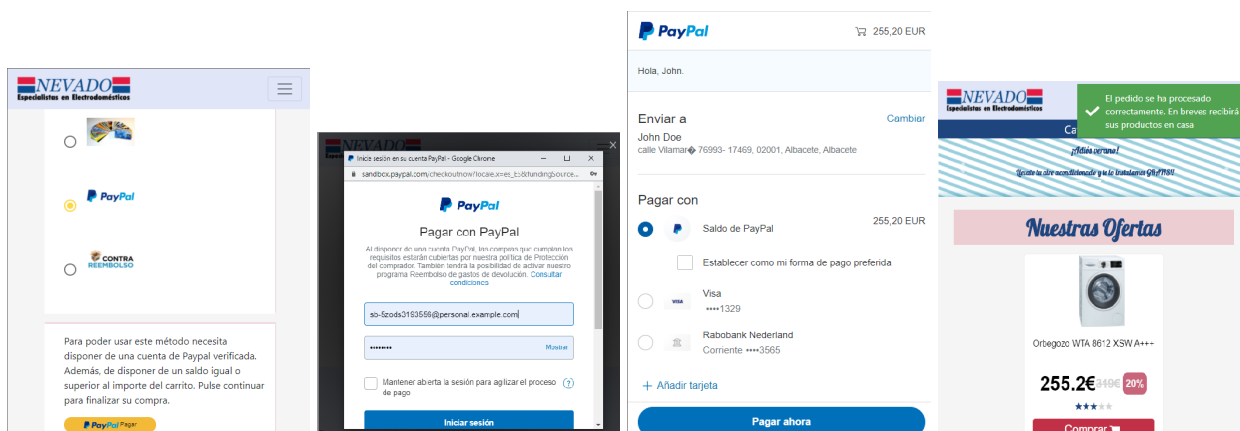 NEVADO
Especialistas en Electrodomésticos
PayPal
CONTRA
REEMBOLSO
Para poder usar este método necesita
disponer de una cuenta de Paypal verificada.
Además, de disponer de un saldo igual o
superior al importe del carrito. Pulse continuar
para finalizar su compra.
PayPal Pagar
NEVADO
Inicie sesión en su cuenta PayPal - Google Chrome
sandbox.paypal.com/checkoutnow?locale.x=es_ES&fundingSource...
PayPal
Pagar con PayPal
Al disponer de una cuenta PayPal, las compras que cumplan los
requisitos estarán cubiertas por nuestra política de Protección
del comprador. También tendrá la posibilidad de activar nuestro
programa Reembolso de gastos de devolución. Consultar
condiciones
sb-5zods3163556@personal.example.com
••••••••
Mostrar
Mantener abierta la sesión para agilizar el proceso
de pago
?
Iniciar sesión
PayPal
255,20 EUR
Hola, John.
Enviar a
Cambiar
John Doe
calle Vilamar� 76993- 17469, 02001, Albacete, Albacete
Pagar con
Saldo de PayPal
255,20 EUR
Establecer como mi forma de pago preferida
VISA
Visa
••••1329
Rabobank Nederland
Corriente ••••3565
+ Añadir tarjeta
Pagar ahora
NEVADO
Especialistas en Electrodomésticos
El pedido se ha procesado
correctamente. En breves recibirá
sus productos en casa
Ca
¡Adiós verano!
Llévate tu aire acondicionado y te lo instalamos GRATIS!!
Nuestras Ofertas
Orbegozo WTA 8612 XSW A+++
255.2€ 319€ 20%
Comprar